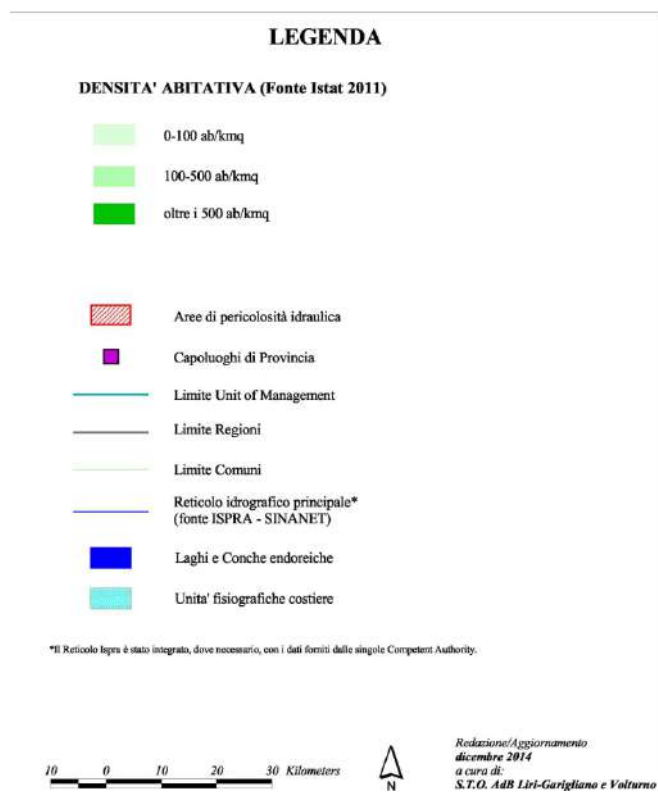 LEGENDA
DENSITA' ABITATIVA (Fonte Istat 2011)
0-100 ab/kmq
100-500 ab/kmq
oltre i 500 ab/kmq
Aree di pericolosità idraulica
Capoluoghi di Provincia
Limite Unit of Management
Limite Regioni
Limite Comuni
Reticolo idrografico principale*
(fonte ISPRA - SINANET)
Laghi e Conche endoreiche
Unita' fisiografiche costiere
*Il Reticolo Ispra è stato integrato, dove necessario, con i dati forniti dalle singole Competent Authority.
10 0 10 20 30 Kilometers
N
Redazione/Aggiornamento
dicembre 2014
a cura di:
S.T.O. AdB Liri-Garigliano e Volturno